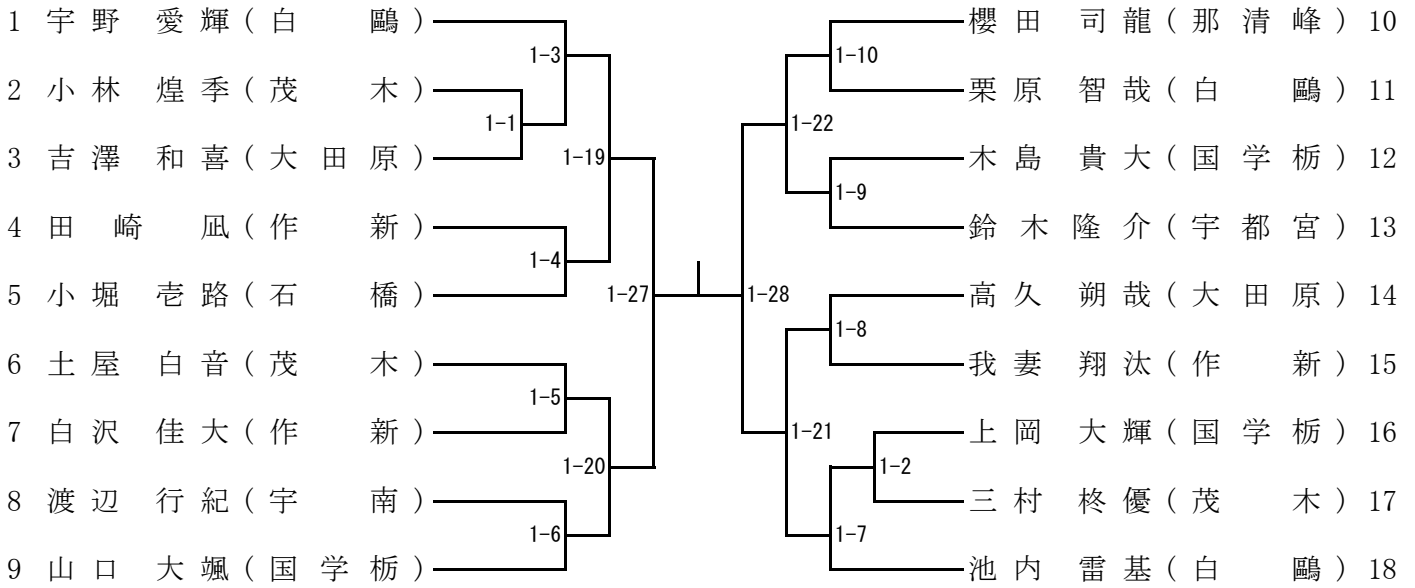 1 宇野 愛輝(白 鷗)
2 小林 煌季(茂 木)
3 吉澤 和喜(大田原)
4 田崎 凪(作 新)
5 小堀 壱路(石 橋)
6 土屋 白音(茂 木)
7 白沢 佳大(作 新)
8 渡辺 行紀(宇 南)
9 山口 大颯(国学栃)
1-3
1-1
1-19
1-4
1-27
1-5
1-20
1-6
櫻田 司龍(那清峰) 10
栗原 智哉(白 鷗) 11
木島 貴大(国学栃) 12
鈴木隆介(宇都宮) 13
高久 朔哉(大田原) 14
我妻 翔汰(作 新) 15
上岡 大輝(国学栃) 16
三村 柊優(茂 木) 17
池内 雷基(白 鷗) 18
1-10
1-22
1-9
1-28
1-8
1-21
1-2
1-7